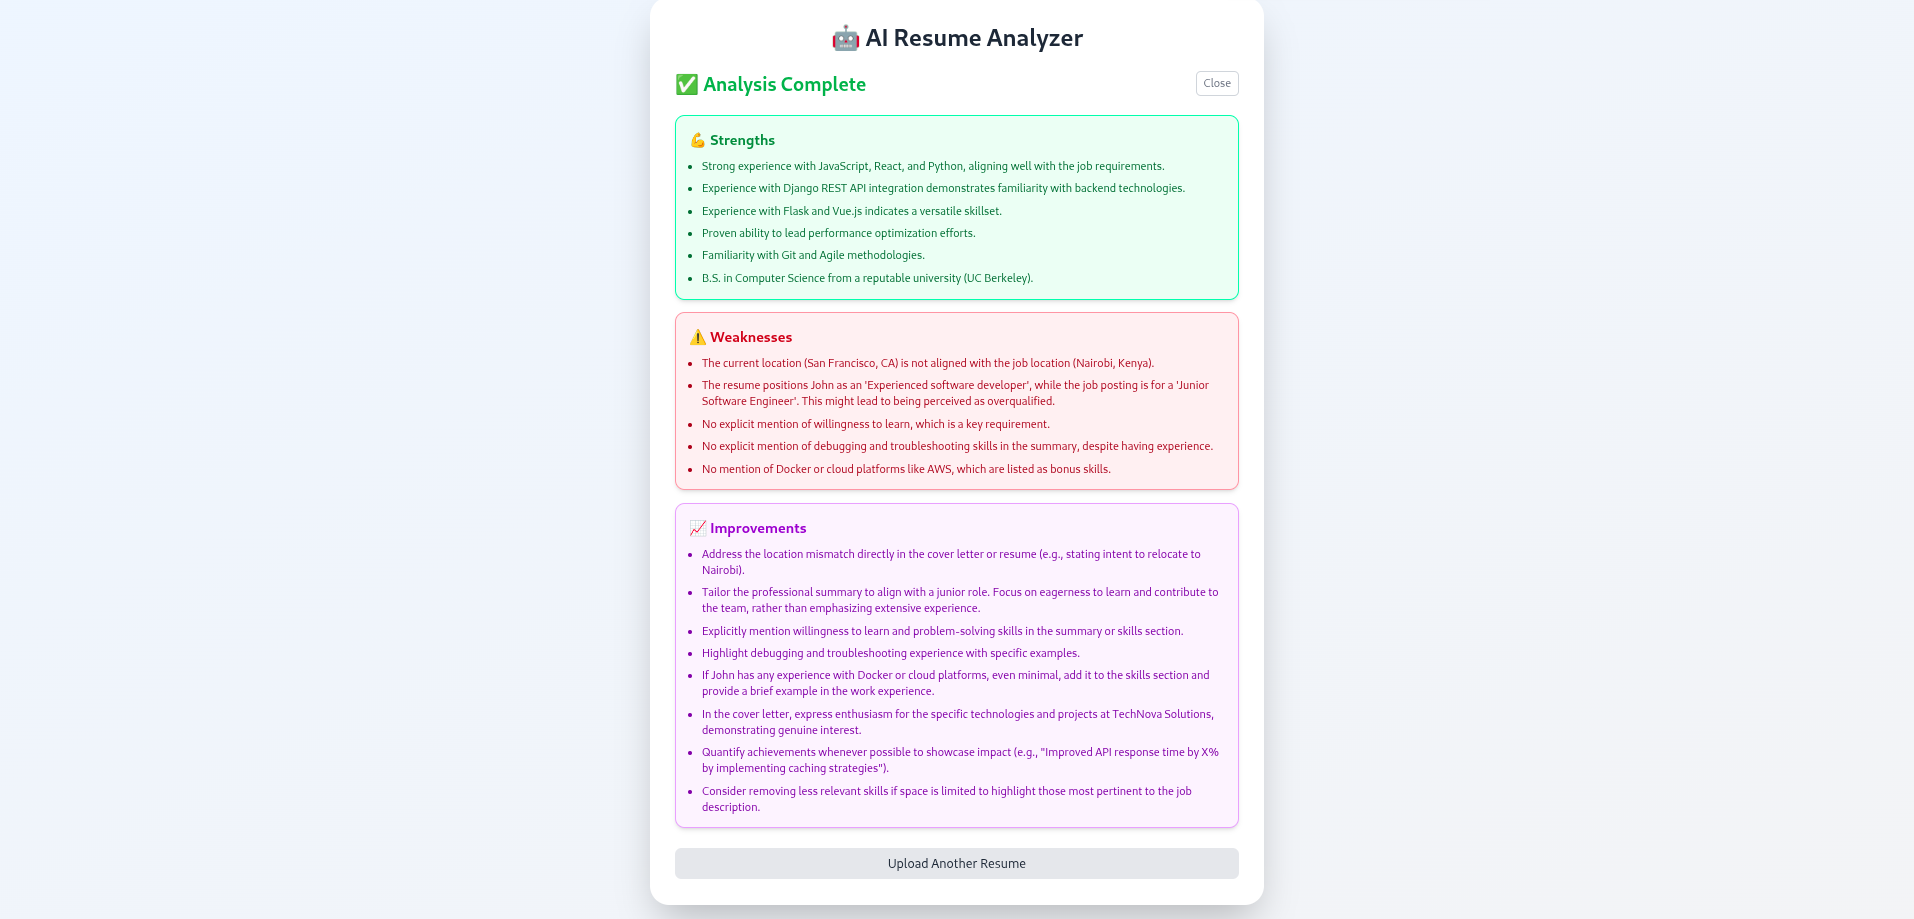 🤖 AI Resume Analyzer
✅ Analysis Complete
Close
💪 Strengths
• Strong experience with JavaScript, React, and Python, aligning well with the job requirements.
• Experience with Django REST API integration demonstrates familiarity with backend technologies.
• Experience with Flask and Vue.js indicates a versatile skillset.
• Proven ability to lead performance optimization efforts.
• Familiarity with Git and Agile methodologies.
• B.S. in Computer Science from a reputable university (UC Berkeley).
⚠️ Weaknesses
• The current location (San Francisco, CA) is not aligned with the job location (Nairobi, Kenya).
• The resume positions John as an 'Experienced software developer', while the job posting is for a 'Junior
Software Engineer'. This might lead to being perceived as overqualified.
• No explicit mention of willingness to learn, which is a key requirement.
• No explicit mention of debugging and troubleshooting skills in the summary, despite having experience.
• No mention of Docker or cloud platforms like AWS, which are listed as bonus skills.
📈 Improvements
• Address the location mismatch directly in the cover letter or resume (e.g., stating intent to relocate to
Nairobi).
• Tailor the professional summary to align with a junior role. Focus on eagerness to learn and contribute to
the team, rather than emphasizing extensive experience.
• Explicitly mention willingness to learn and problem-solving skills in the summary or skills section.
• Highlight debugging and troubleshooting experience with specific examples.
• If John has any experience with Docker or cloud platforms, even minimal, add it to the skills section and
provide a brief example in the work experience.
• In the cover letter, express enthusiasm for the specific technologies and projects at TechNova Solutions,
demonstrating genuine interest.
• Quantify achievements whenever possible to showcase impact (e.g., "Improved API response time by X%
by implementing caching strategies").
• Consider removing less relevant skills if space is limited to highlight those most pertinent to the job
description.
Upload Another Resume